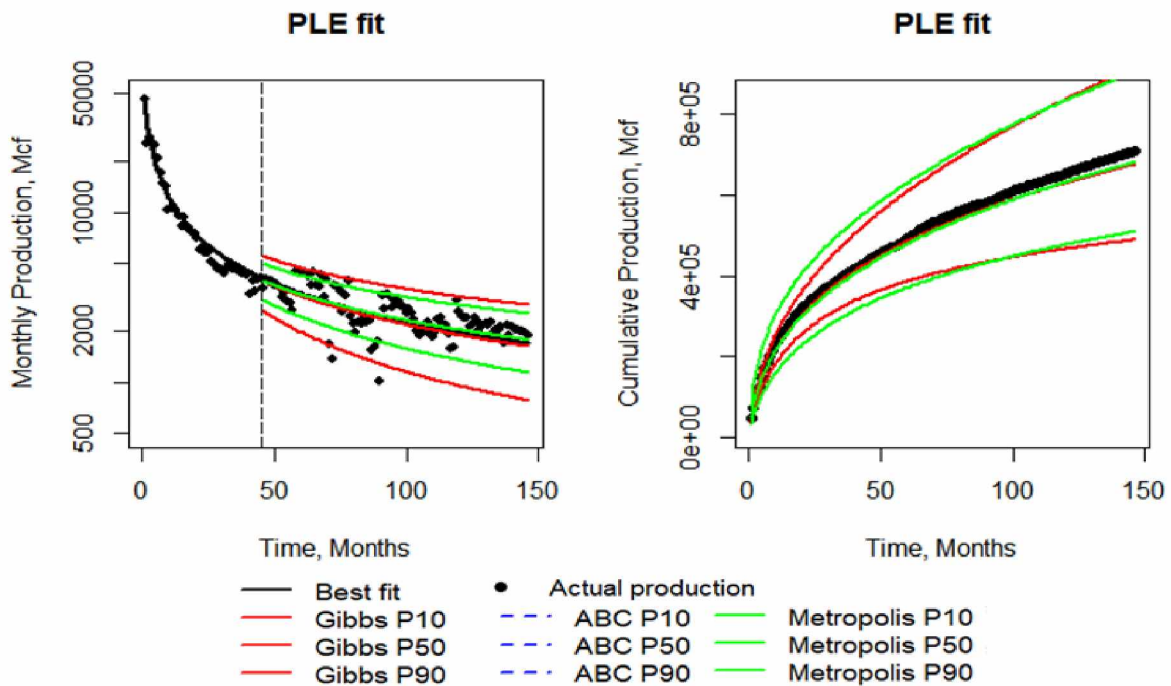 PLE fit
PLE fit
Monthly Production, Mcf
50000
10000
2000
500
0
50
100
150
Time, Months
Cumulative Production, Mcf
8e+05
4e+05
0e+00
0
50
100
150
Time, Months
Best fit
Actual production
Gibbs P10
ABC P10
Metropolis P10
Gibbs P50
ABC P50
Metropolis P50
Gibbs P90
ABC P90
Metropolis P90